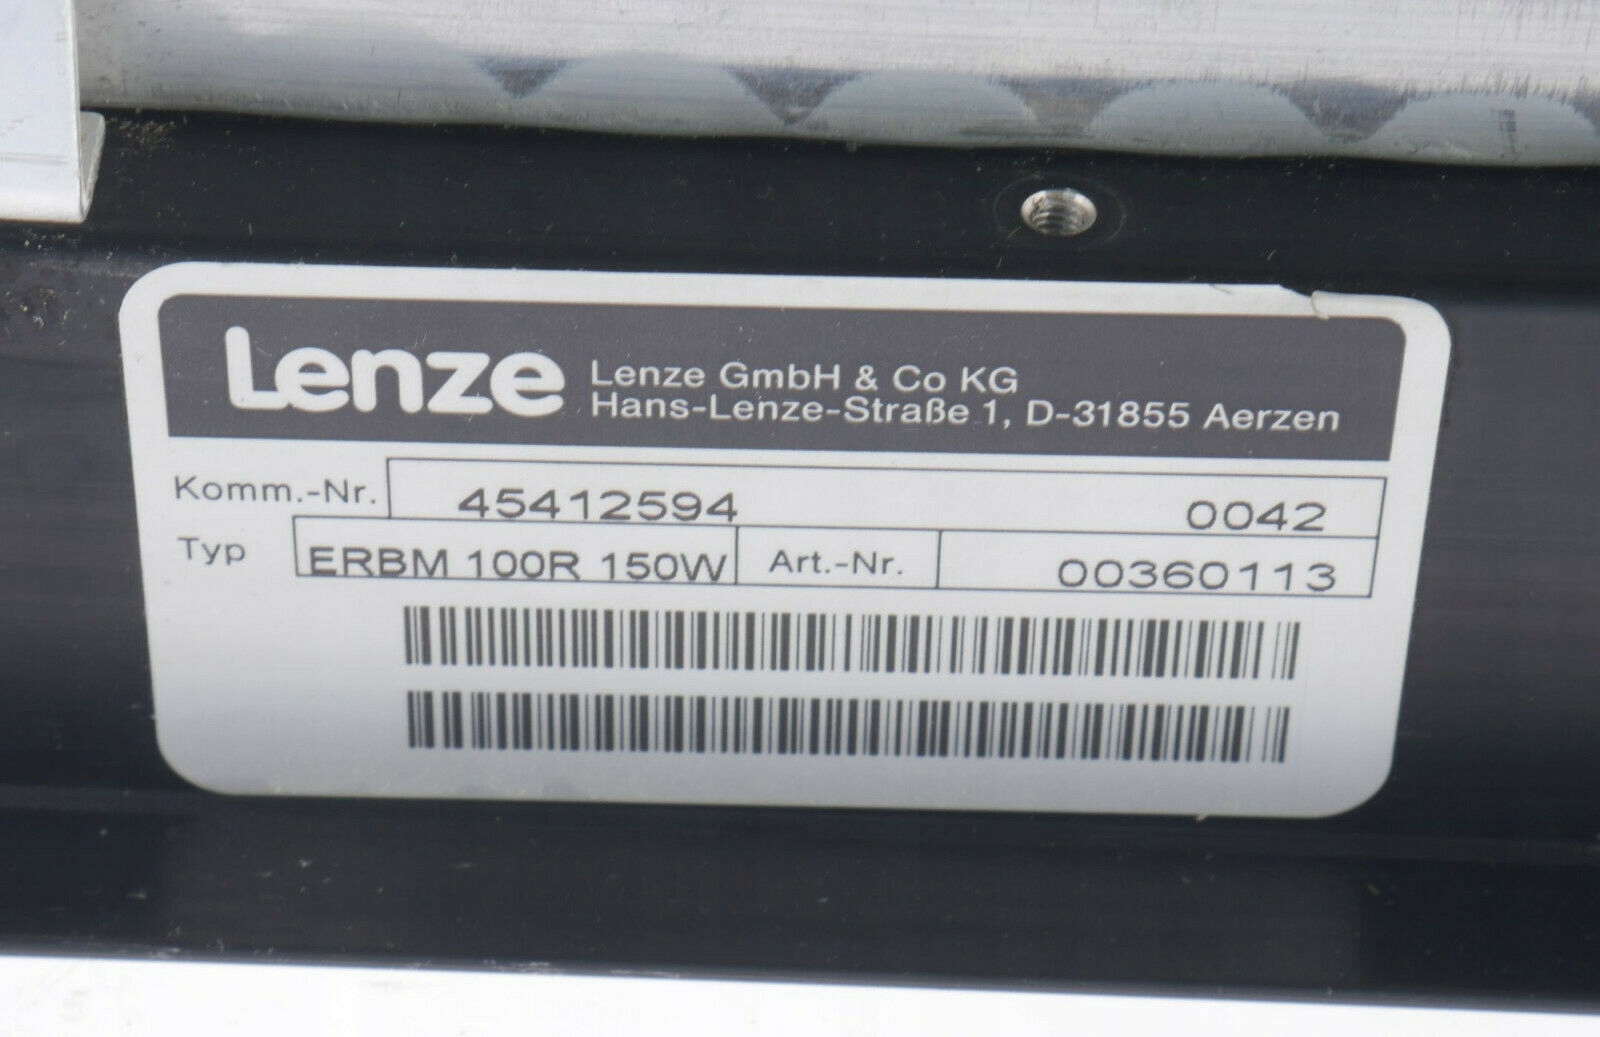 Lenze
Lenze GmbH & Co KG
Hans-Lenze-Straße 1, D-31855 Aerzen
Komm.-Nr. 45412594 0042
Typ ERBM 100R 150W Art.-Nr. 00360113